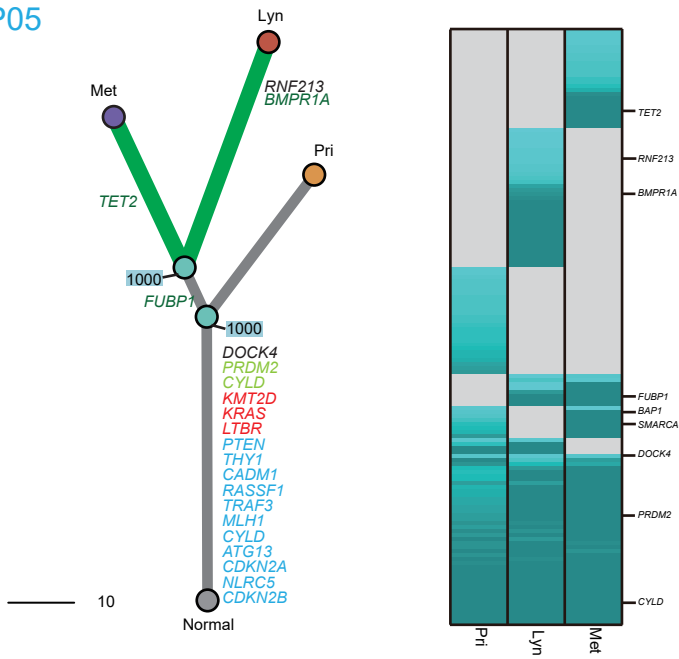 P05
Lyn
RNF213
BMPR1A
Met
Pri
TET2
1000
FUBP1
1000
DOCK4
PRDM2
CYLD
KMT2D
KRAS
LTBR
PTEN
THY1
CADM1
RASSF1
TRAF3
MLH1
CYLD
ATG13
CDKN2A
NLRC5
CDKN2B
10
Normal
TET2
RNF213
BMPR1A
FUBP1
BAP1
SMARCA
DOCK4
PRDM2
CYLD
Pri
Lyn
Met